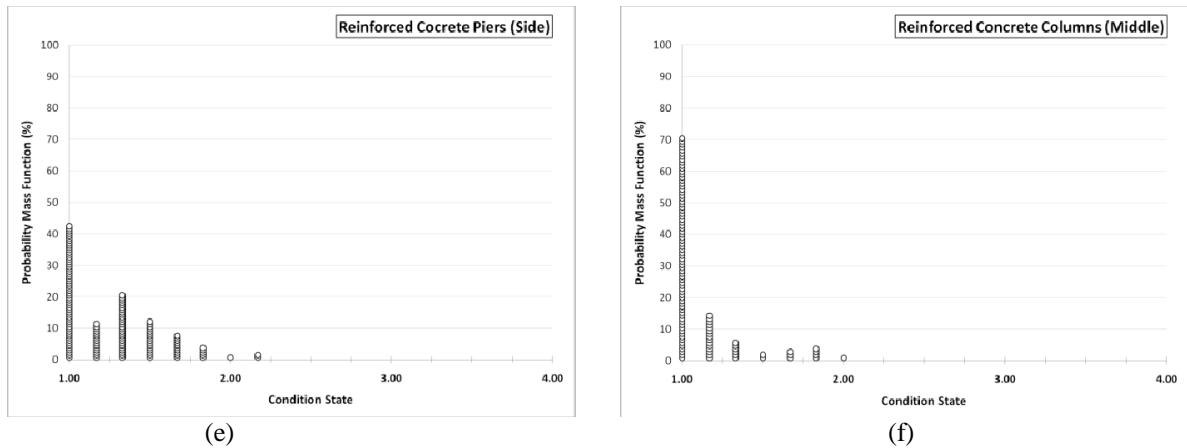 Reinforced Cocrete Piers (Side)
100
90
80
70
60
50
40
30
20
10
0
Probability Mass Function (%)
1.00 2.00 3.00 4.00
Condition State
(e)
Reinforced Concrete Columns (Middle)
100
90
80
70
60
50
40
30
20
10
0
Probability Mass Function (%)
1.00 2.00 3.00 4.00
Condition State
(f)